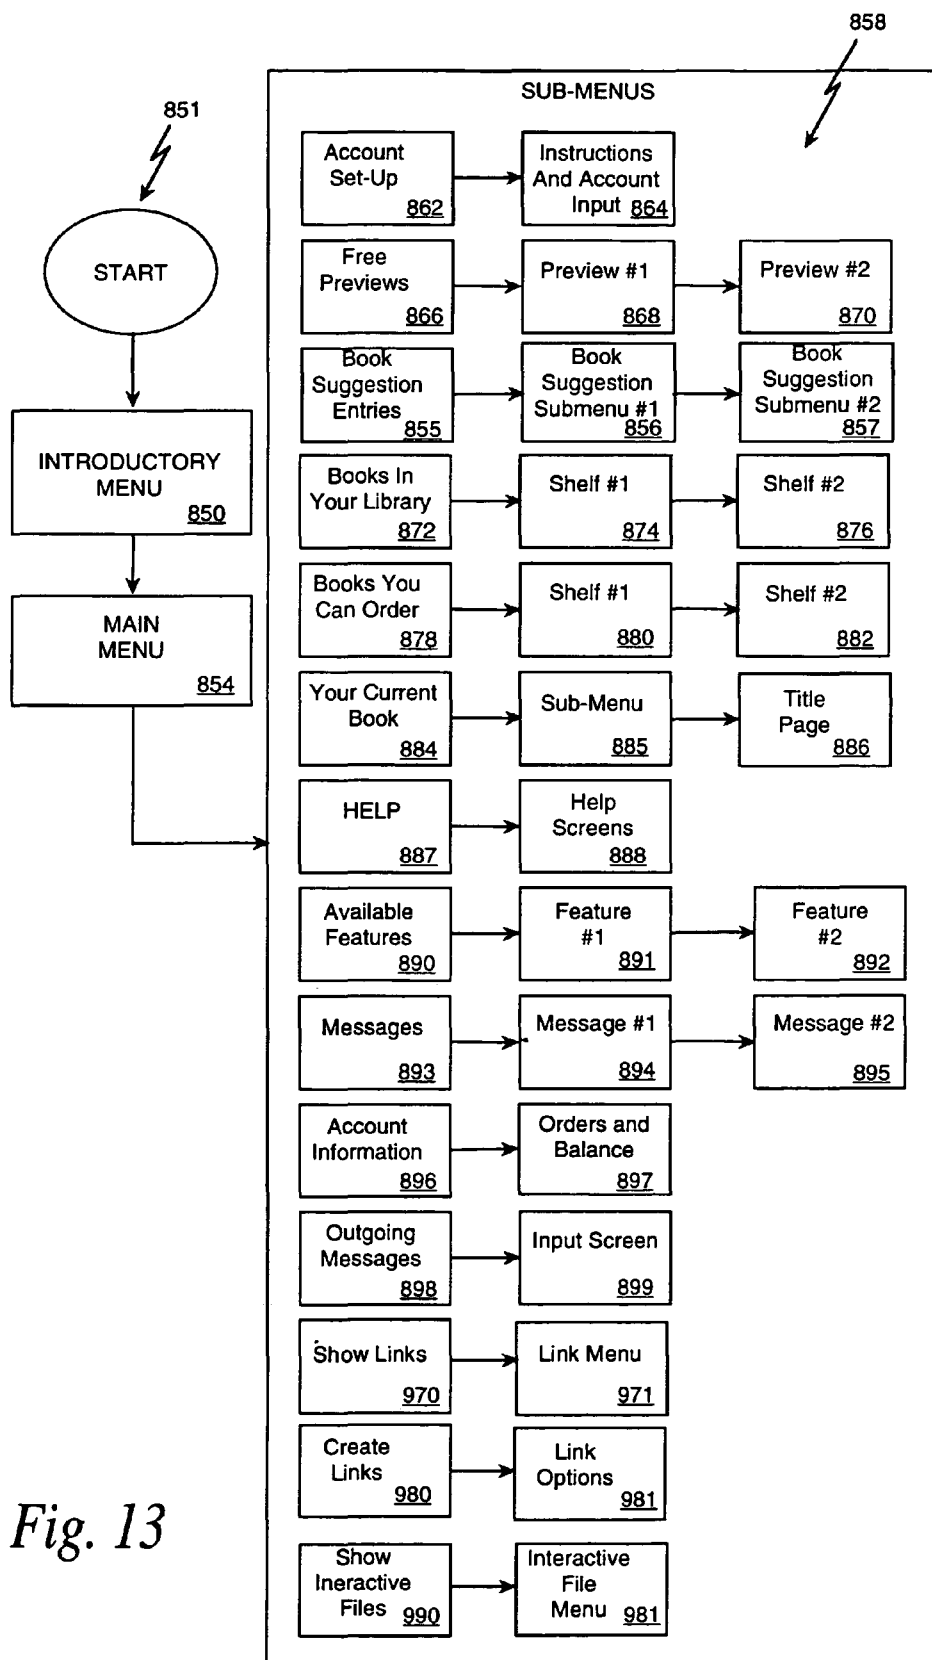 858
SUB-MENUS
851
START
INTRODUCTORY
MENU
850
MAIN
MENU
854
Account
Set-Up
862
Instructions
And Account
Input
864
Free
Previews
866
Preview #1
868
Preview #2
870
Book
Suggestion
Entries
855
Book
Suggestion
Submenu #1
856
Book
Suggestion
Submenu #2
857
Books In
Your Library
872
Shelf #1
874
Shelf #2
876
Books You
Can Order
878
Shelf #1
880
Shelf #2
882
Your Current
Book
884
Sub-Menu
885
Title
Page
886
HELP
887
Help
Screens
888
Available
Features
890
Feature
#1
891
Feature
#2
892
Messages
893
Message #1
894
Message #2
895
Account
Information
896
Orders and
Balance
897
Outgoing
Messages
898
Input Screen
899
Show Links
970
Link Menu
971
Create
Links
980
Link
Options
981
Show
Ineractive
Files
990
Interactive
File
Menu
981
Fig. 13